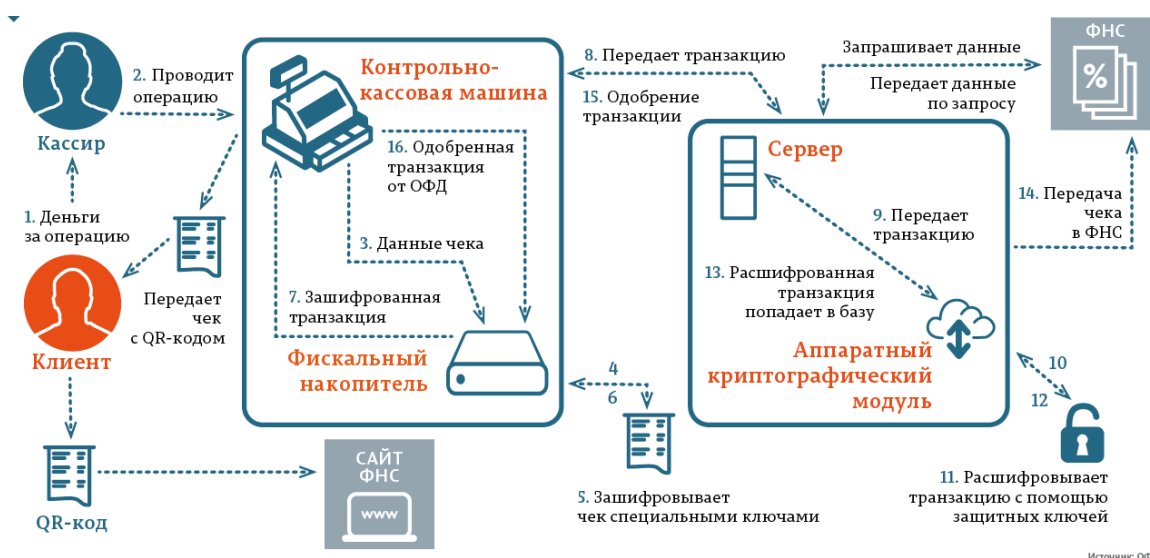 ФНС
%
2. Проводит
операцию
Контрольно-
кассовая машина
8. Передает транзакцию
15. Одобрение
транзакции
Запрашивает данные
Передает данные
по запросу
Кассир
16. Одобренная
транзакция
от ОФД
Сервер
1. Деньги
за операцию
3. Данные чека
9. Передает
транзакцию
14. Передача
чека
в ФНС
7. Зашифрованная
транзакция
13. Расшифрованная
транзакция
попадает в базу
Передает
чек
с QR-кодом
Клиент
Фискальный
накопитель
Аппаратный
криптографический
модуль
4
6
10
12
САЙТ
ФНС
www
QR-код
5. Зашифровывает
чек специальными ключами
11. Расшифровывает
транзакцию с помощью
защитных ключей
Источник: ОФ